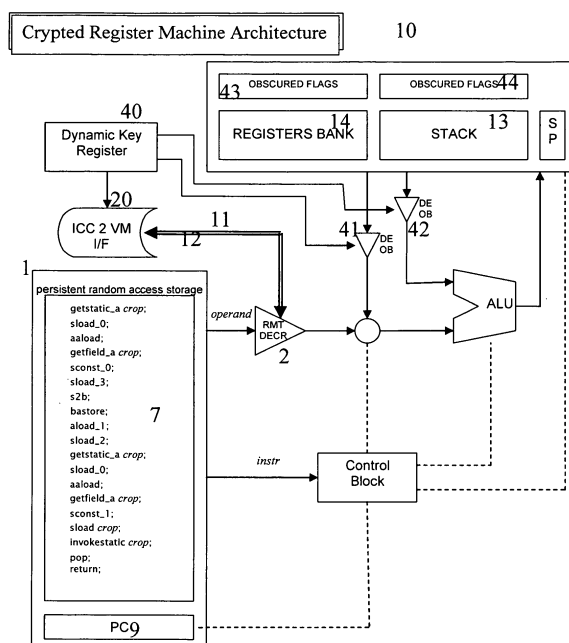 Crypted Register Machine Architecture
10
OBSCURED FLAGS
43
OBSCURED FLAGS
44
REGISTERS BANK
14
STACK
13
S
P
40
Dynamic Key
Register
20
ICC 2 VM
I/F
11
12
DE
OB
41
DE
OB
42
ALU
1
persistent random access storage
getstatic_a crop;
sload_0;
aaload;
getfield_a crop;
sconst_0;
sload_3;
s2b;
bastore;
aload_1;
sload_2;
getstatic_a crop;
sload_0;
aaload;
getfield_a crop;
sconst_1;
sload crop;
invokestatic crop;
pop;
return;
7
operand
RMT
DECR
2
instr
Control
Block
PC
9